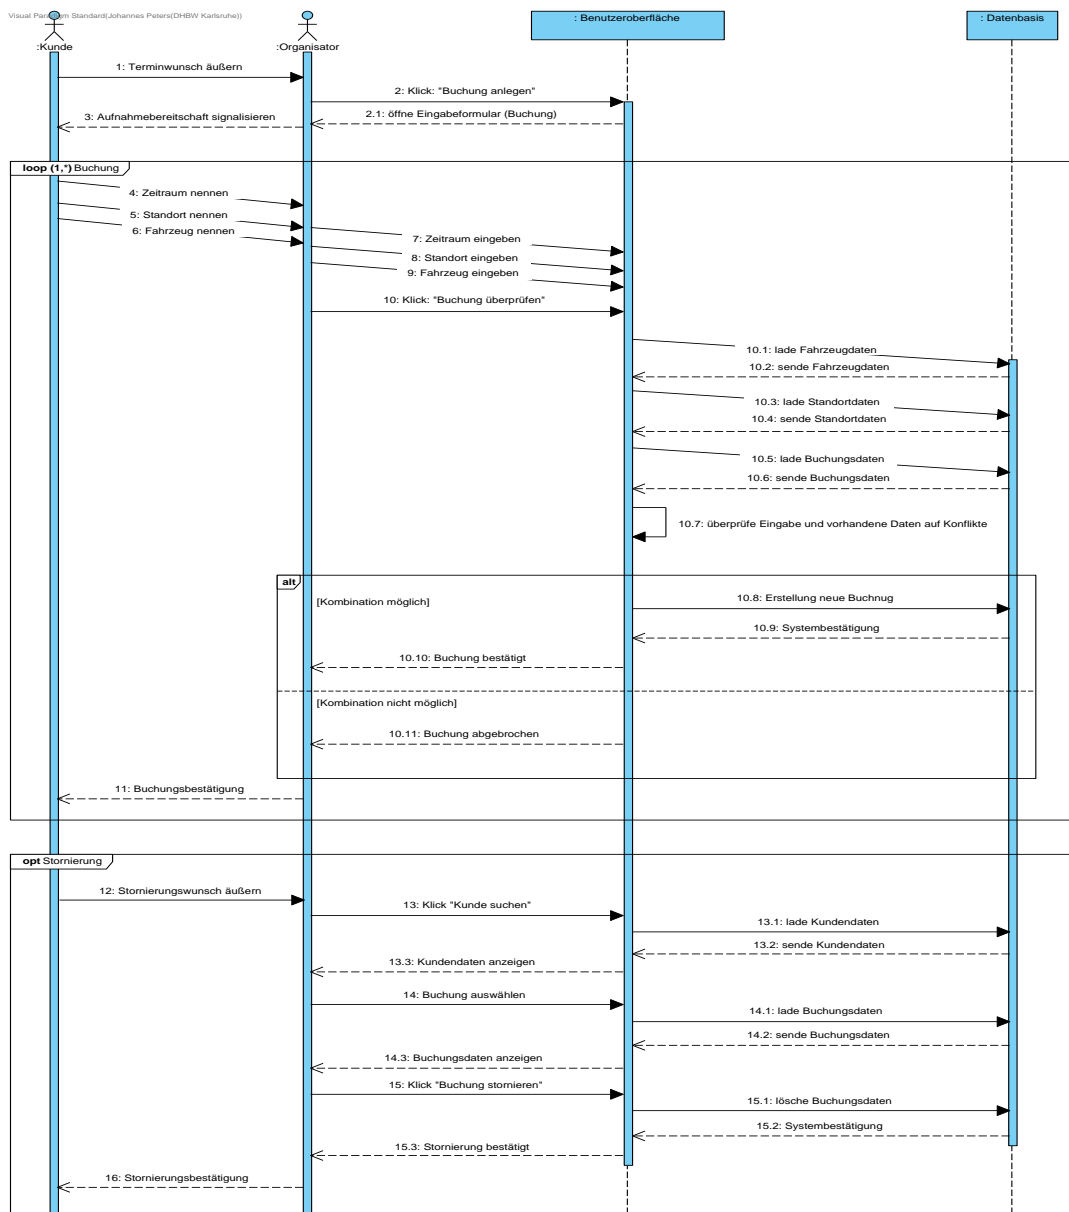 Visual Paradigm Standard(Johannes Peters(DHBW Karlsruhe))
:Kunde
:Organisator
: Benutzeroberfläche
: Datenbasis
1: Terminwunsch äußern
2: Klick: "Buchung anlegen"
2.1: öffne Eingabeformular (Buchung)
3: Aufnahmebereitschaft signalisieren
loop (1,*) Buchung
4: Zeitraum nennen
5: Standort nennen
6: Fahrzeug nennen
7: Zeitraum eingeben
8: Standort eingeben
9: Fahrzeug eingeben
10: Klick: "Buchung überprüfen"
10.1: lade Fahrzeugdaten
10.2: sende Fahrzeugdaten
10.3: lade Standortdaten
10.4: sende Standortdaten
10.5: lade Buchungsdaten
10.6: sende Buchungsdaten
10.7: überprüfe Eingabe und vorhandene Daten auf Konflikte
alt
[Kombination möglich]
10.8: Erstellung neue Buchnug
10.9: Systembestätigung
10.10: Buchung bestätigt
[Kombination nicht möglich]
10.11: Buchung abgebrochen
11: Buchungsbestätigung
opt Stornierung
12: Stornierungswunsch äußern
13: Klick "Kunde suchen"
13.1: lade Kundendaten
13.2: sende Kundendaten
13.3: Kundendaten anzeigen
14: Buchung auswählen
14.1: lade Buchungsdaten
14.2: sende Buchungsdaten
14.3: Buchungsdaten anzeigen
15: Klick "Buchung stornieren"
15.1: lösche Buchungsdaten
15.2: Systembestätigung
15.3: Stornierung bestätigt
16: Stornierungsbestätigung